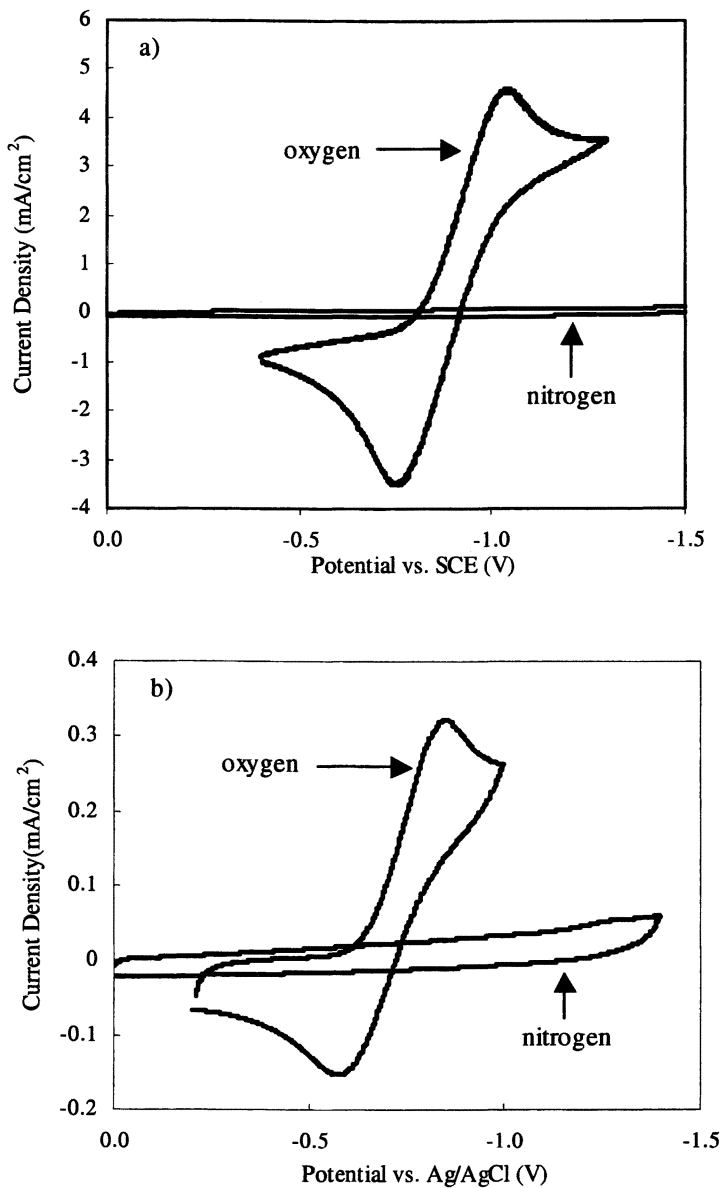 a)
6
5
4
3
2
1
0
-1
-2
-3
-4
Current Density (mA/cm²)
oxygen
nitrogen
0.0 -0.5 -1.0 -1.5
Potential vs. SCE (V)
b)
0.4
0.3
0.2
0.1
0
-0.1
-0.2
Current Density(mA/cm²)
oxygen
nitrogen
0.0 -0.5 -1.0 -1.5
Potential vs. Ag/AgCl (V)